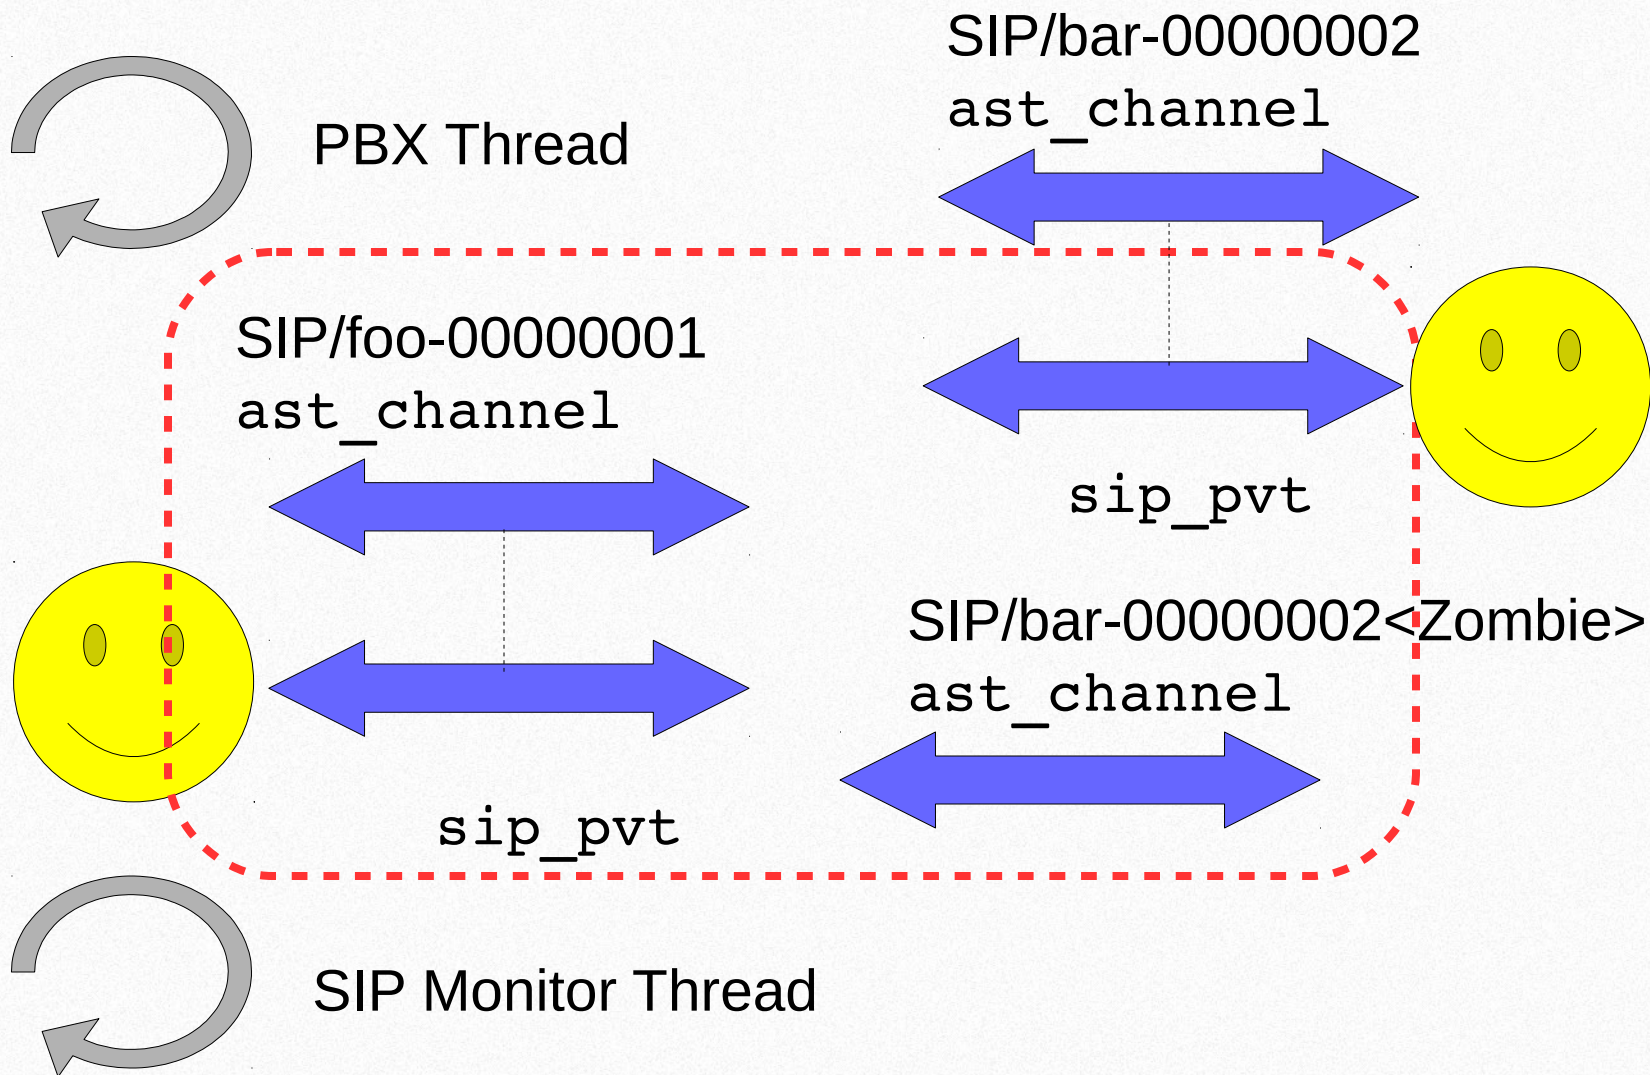 SIP/bar-00000002
ast_channel
PBX Thread
SIP/foo-00000001
ast_channel
sip_pvt
SIP/bar-00000002<Zombie>
ast_channel
sip_pvt
SIP Monitor Thread